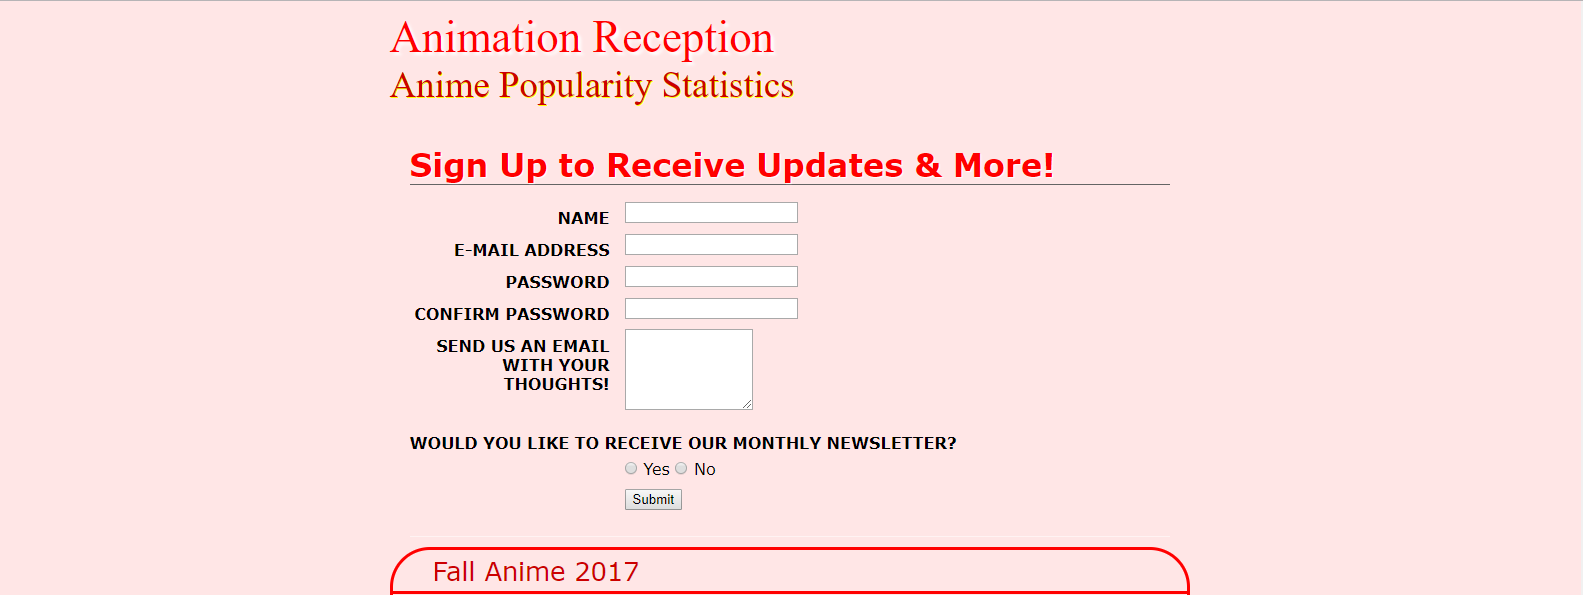 Animation Reception
Anime Popularity Statistics
Sign Up to Receive Updates & More!
NAME
E-MAIL ADDRESS
PASSWORD
CONFIRM PASSWORD
SEND US AN EMAIL
WITH YOUR
THOUGHTS!
WOULD YOU LIKE TO RECEIVE OUR MONTHLY NEWSLETTER?
Yes No
Submit
Fall Anime 2017